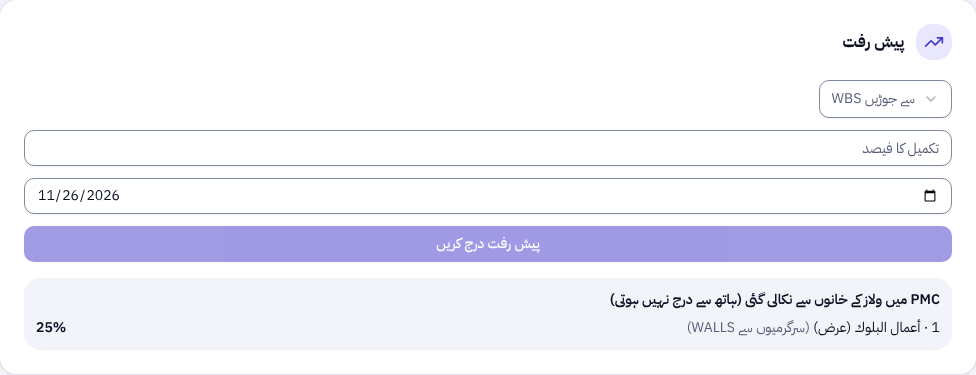 پیش رفت
WBS سے جوڑیں
تکمیل کا فیصد
11/26/2026
پیش رفت درج کریں
PMC میں ولاز کے خانوں سے نکالی گئی (ہاتھ سے درج نہیں ہوتی)
1 · أعمال البلوك (عرض) (سرگرمیوں سے WALLS) 25%